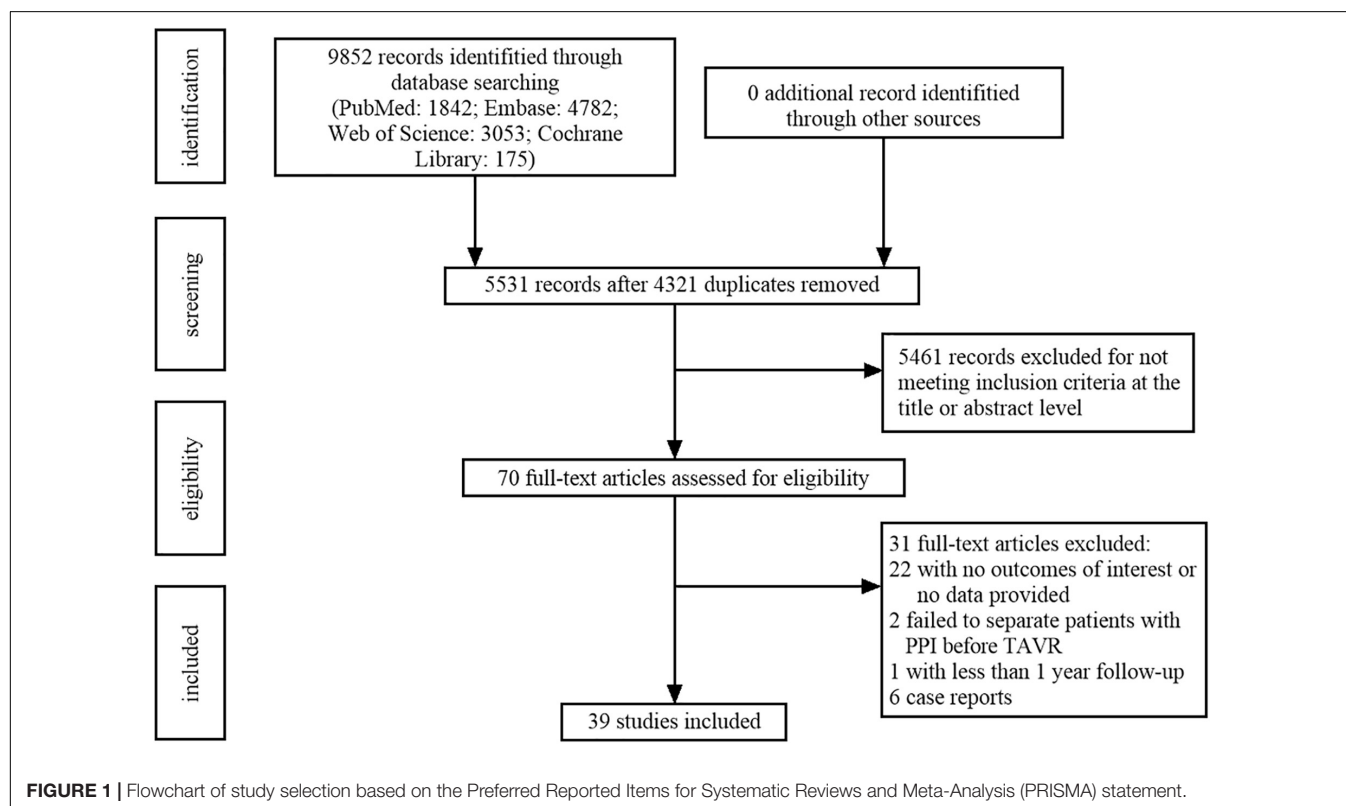 identification
9852 records identifitied through
database searching
(PubMed: 1842; Embase: 4782;
Web of Science: 3053; Cochrane
Library: 175)
0 additional record identifitied
through other sources
screening
5531 records after 4321 duplicates removed
5461 records excluded for not
meeting inclusion criteria at the
title or abstract level
eligibility
70 full-text articles assessed for eligibility
31 full-text articles excluded:
22 with no outcomes of interest or
no data provided
2 failed to separate patients with
PPI before TAVR
1 with less than 1 year follow-up
6 case reports
included
39 studies included
FIGURE 1 | Flowchart of study selection based on the Preferred Reported Items for Systematic Reviews and Meta-Analysis (PRISMA) statement.